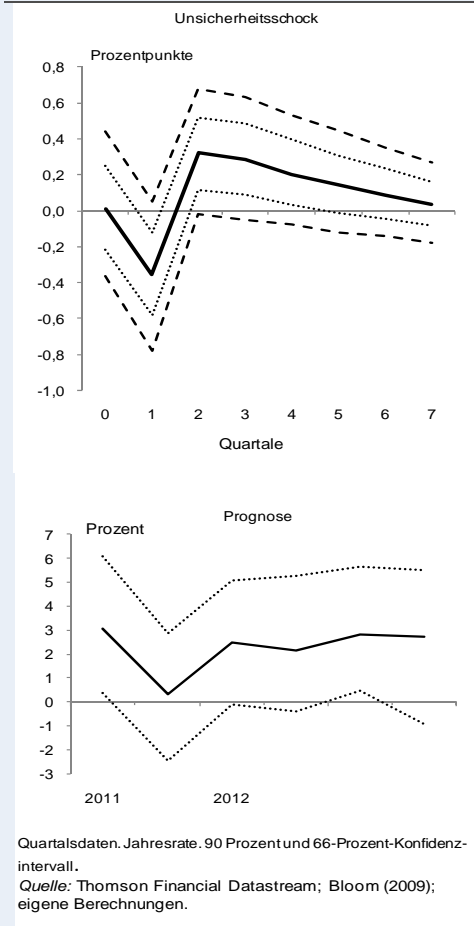 Unsicherheitsschock
Prozentpunkte
0,8
0,6
0,4
0,2
0,0
-0,2
-0,4
-0,6
-0,8
-1,0
0 1 2 3 4 5 6 7
Quartale
Prognose
Prozent
7
6
5
4
3
2
1
0
-1
-2
-3
2011 2012
Quartalsdaten. Jahresrate. 90 Prozent und 66-Prozent-Konfidenz-
intervall.
Quelle: Thomson Financial Datastream; Bloom (2009);
eigene Berechnungen.